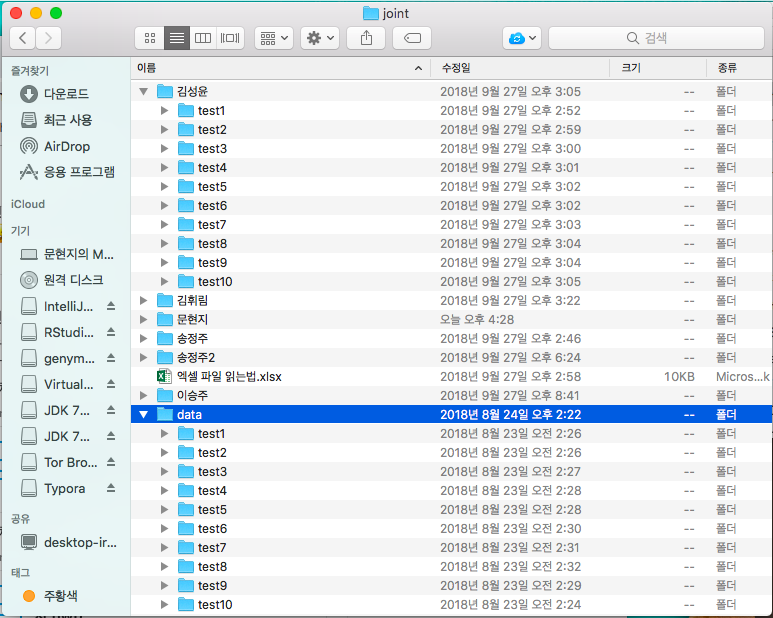 joint
검색
즐겨찾기
다운로드
최근 사용
AirDrop
응용 프로그램
iCloud
기기
문현지의 M...
원격 디스크
IntelliJ...
RStudi...
genym...
Virtual...
JDK 7...
JDK 7...
Tor Bro...
Typora
공유
desktop-ir...
태그
주황색
이름 수정일 크기 종류
김성윤 2018년 9월 27일 오후 3:05 -- 폴더
test1 2018년 9월 27일 오후 2:52 -- 폴더
test2 2018년 9월 27일 오후 2:59 -- 폴더
test3 2018년 9월 27일 오후 3:00 -- 폴더
test4 2018년 9월 27일 오후 3:01 -- 폴더
test5 2018년 9월 27일 오후 3:02 -- 폴더
test6 2018년 9월 27일 오후 3:02 -- 폴더
test7 2018년 9월 27일 오후 3:03 -- 폴더
test8 2018년 9월 27일 오후 3:04 -- 폴더
test9 2018년 9월 27일 오후 3:04 -- 폴더
test10 2018년 9월 27일 오후 3:05 -- 폴더
김휘림 2018년 9월 27일 오후 3:22 -- 폴더
문현지 오늘 오후 4:28 -- 폴더
송정주 2018년 9월 27일 오후 2:46 -- 폴더
송정주2 2018년 9월 27일 오후 6:24 -- 폴더
엑셀 파일 읽는법.xlsx 2018년 9월 27일 오후 2:58 10KB Micros...k
이승주 2018년 9월 27일 오후 8:41 -- 폴더
data 2018년 8월 24일 오후 2:22 -- 폴더
test1 2018년 8월 23일 오전 2:26 -- 폴더
test2 2018년 8월 23일 오전 2:26 -- 폴더
test3 2018년 8월 23일 오전 2:27 -- 폴더
test4 2018년 8월 23일 오전 2:28 -- 폴더
test5 2018년 8월 23일 오전 2:28 -- 폴더
test6 2018년 8월 23일 오전 2:30 -- 폴더
test7 2018년 8월 23일 오전 2:31 -- 폴더
test8 2018년 8월 23일 오전 2:32 -- 폴더
test9 2018년 8월 23일 오전 2:29 -- 폴더
test10 2018년 8월 23일 오전 2:24 -- 폴더